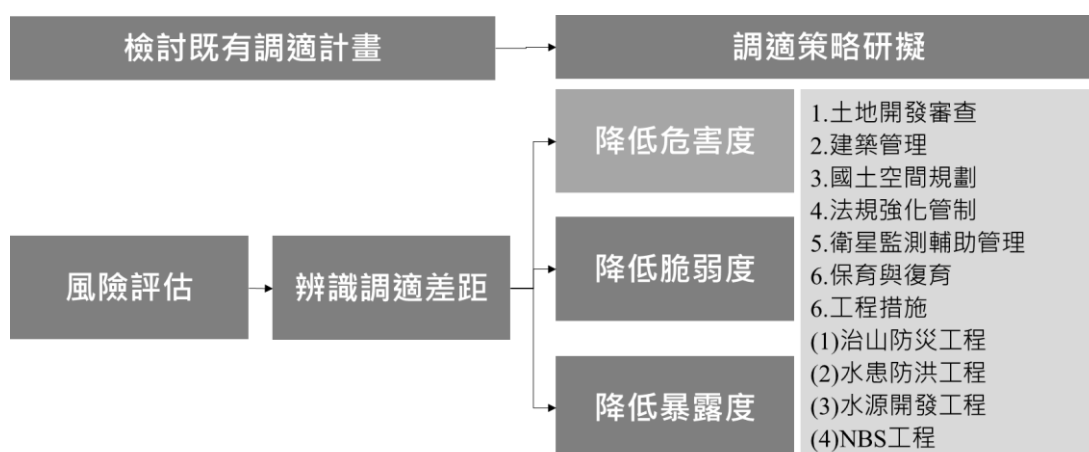 檢討既有調適計畫
調適策略研擬
風險評估
辨識調適差距
降低危害度
降低脆弱度
降低暴露度
1.土地開發審查
2.建築管理
3.國土空間規劃
4.法規強化管制
5.衛星監測輔助管理
6.保育與復育
6.工程措施
(1)治山防災工程
(2)水患防洪工程
(3)水源開發工程
(4)NBS工程